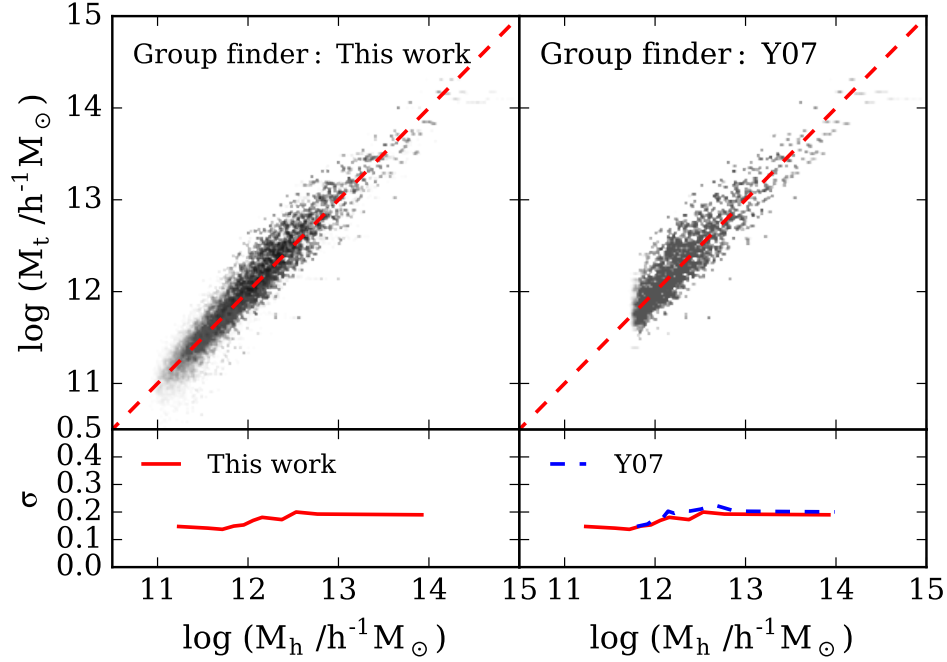 Group finder : This work
Group finder : Y07
15
14
13
12
11
log (M_t /h^-1 M_⊙)
0.5
0.4
0.3
0.2
0.1
0.0
σ
This work
Y07
11 12 13 14 15 11 12 13 14 15
log (M_h /h^-1 M_⊙)
log (M_h /h^-1 M_⊙)